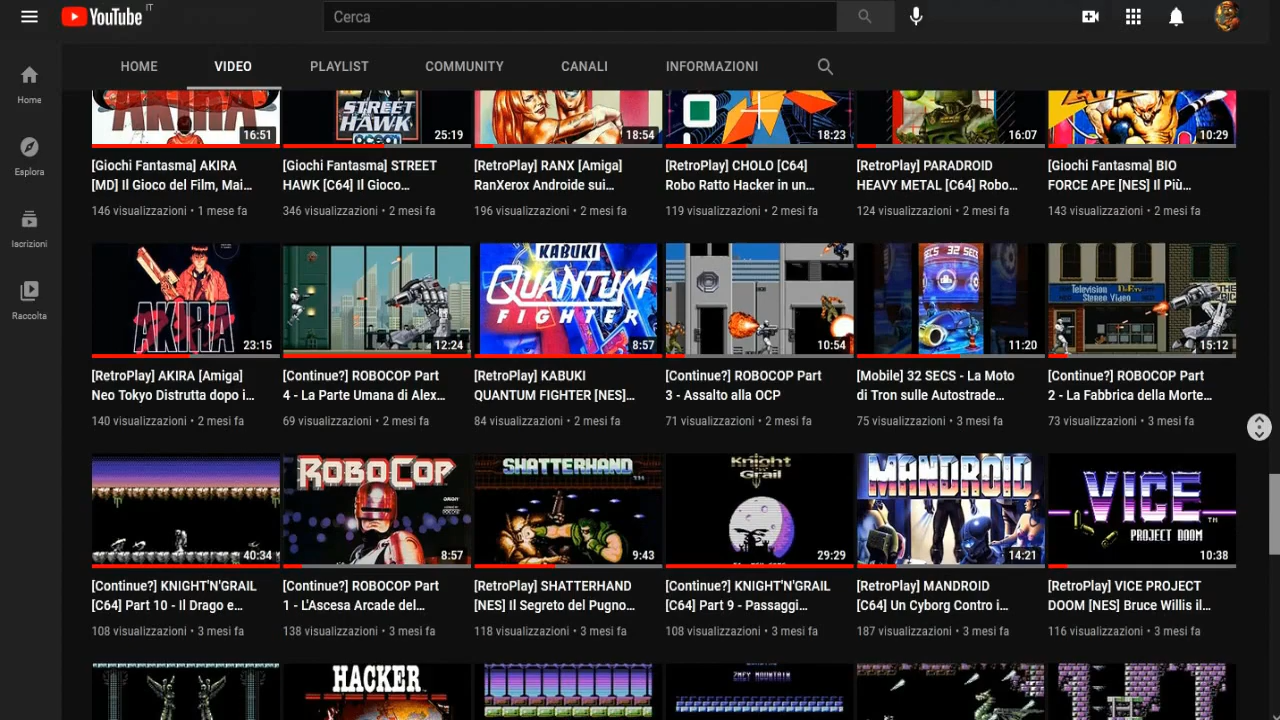 YouTube IT
Cerca
HOME VIDEO PLAYLIST COMMUNITY CANALI INFORMAZIONI
Home
Esplora
Iscrizioni
Raccolta
AKIRA STREET HAWK ocean
16:51 25:19 18:54 18:23 16:07 10:29
[Giochi Fantasma] AKIRA
[MD] Il Gioco del Film, Mai...
146 visualizzazioni • 1 mese fa
[Giochi Fantasma] STREET
HAWK [C64] Il Gioco...
346 visualizzazioni • 2 mesi fa
[RetroPlay] RANX [Amiga]
RanXerox Androide sui...
196 visualizzazioni • 2 mesi fa
[RetroPlay] CHOLO [C64]
Robo Ratto Hacker in un...
119 visualizzazioni • 2 mesi fa
[RetroPlay] PARADROID
HEAVY METAL [C64] Robo...
124 visualizzazioni • 2 mesi fa
[Giochi Fantasma] BIO
FORCE APE [NES] Il Più...
143 visualizzazioni • 2 mesi fa
AKIRA
23:15
[RetroPlay] AKIRA [Amiga]
Neo Tokyo Distrutta dopo i...
140 visualizzazioni • 2 mesi fa
12:24
[Continue?] ROBOCOP Part
4 - La Parte Umana di Alex...
69 visualizzazioni • 2 mesi fa
KABUKI
QUANTUM
FIGHTER
8:57
[RetroPlay] KABUKI
QUANTUM FIGHTER [NES]...
84 visualizzazioni • 2 mesi fa
10:54
[Continue?] ROBOCOP Part
3 - Assalto alla OCP
71 visualizzazioni • 2 mesi fa
SECS 32 SEC
11:20
[Mobile] 32 SECS - La Moto
di Tron sulle Autostrade...
75 visualizzazioni • 3 mesi fa
Television
Stereo Video
15:12
[Continue?] ROBOCOP Part
2 - La Fabbrica della Morte...
73 visualizzazioni • 3 mesi fa
40:34
[Continue?] KNIGHT'N'GRAIL
[C64] Part 10 - Il Drago e...
108 visualizzazioni • 3 mesi fa
ROBOCOP
8:57
[Continue?] ROBOCOP Part
1 - L'Ascesa Arcade del...
138 visualizzazioni • 3 mesi fa
SHATTERHAND TM
9:43
[RetroPlay] SHATTERHAND
[NES] Il Segreto del Pugno...
118 visualizzazioni • 3 mesi fa
Knight
Grail
29:29
[Continue?] KNIGHT'N'GRAIL
[C64] Part 9 - Passaggi...
108 visualizzazioni • 3 mesi fa
MANDROID
14:21
[RetroPlay] MANDROID
[C64] Un Cyborg Contro i...
187 visualizzazioni • 3 mesi fa
VICE TM
PROJECT DOOM
10:38
[RetroPlay] VICE PROJECT
DOOM [NES] Bruce Willis il...
116 visualizzazioni • 3 mesi fa
HACKER
MOUNTAIN